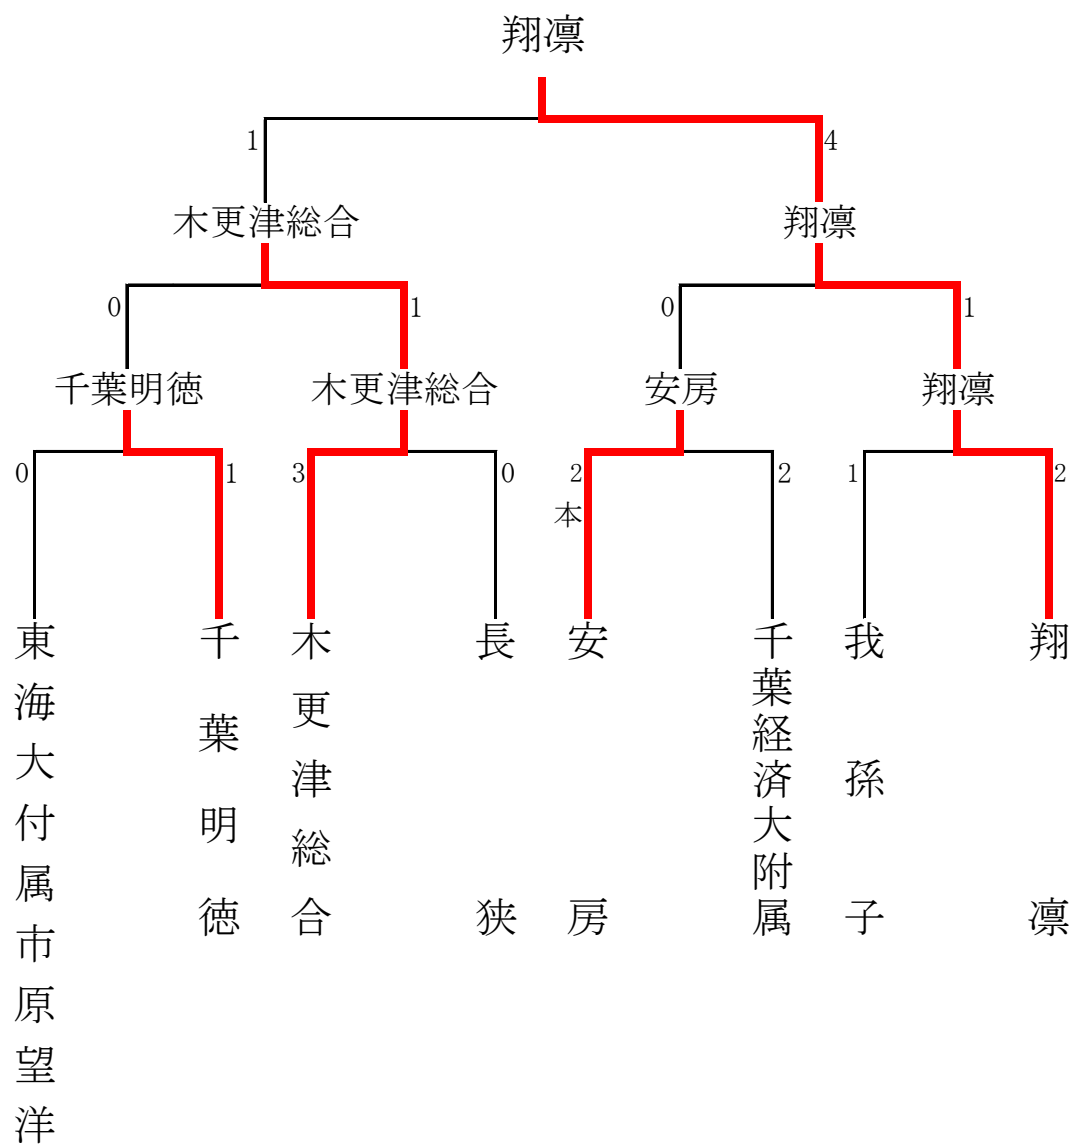 翔凛
1
4
木更津総合
翔凛
0
1
0
1
千葉明徳
木更津総合
安房
翔凛
0
1
3
0
2
本
2
1
2
東海大付属市原望洋
千葉明徳
木更津総合
長狭
安房
千葉経済大附属
我孫子
翔凛